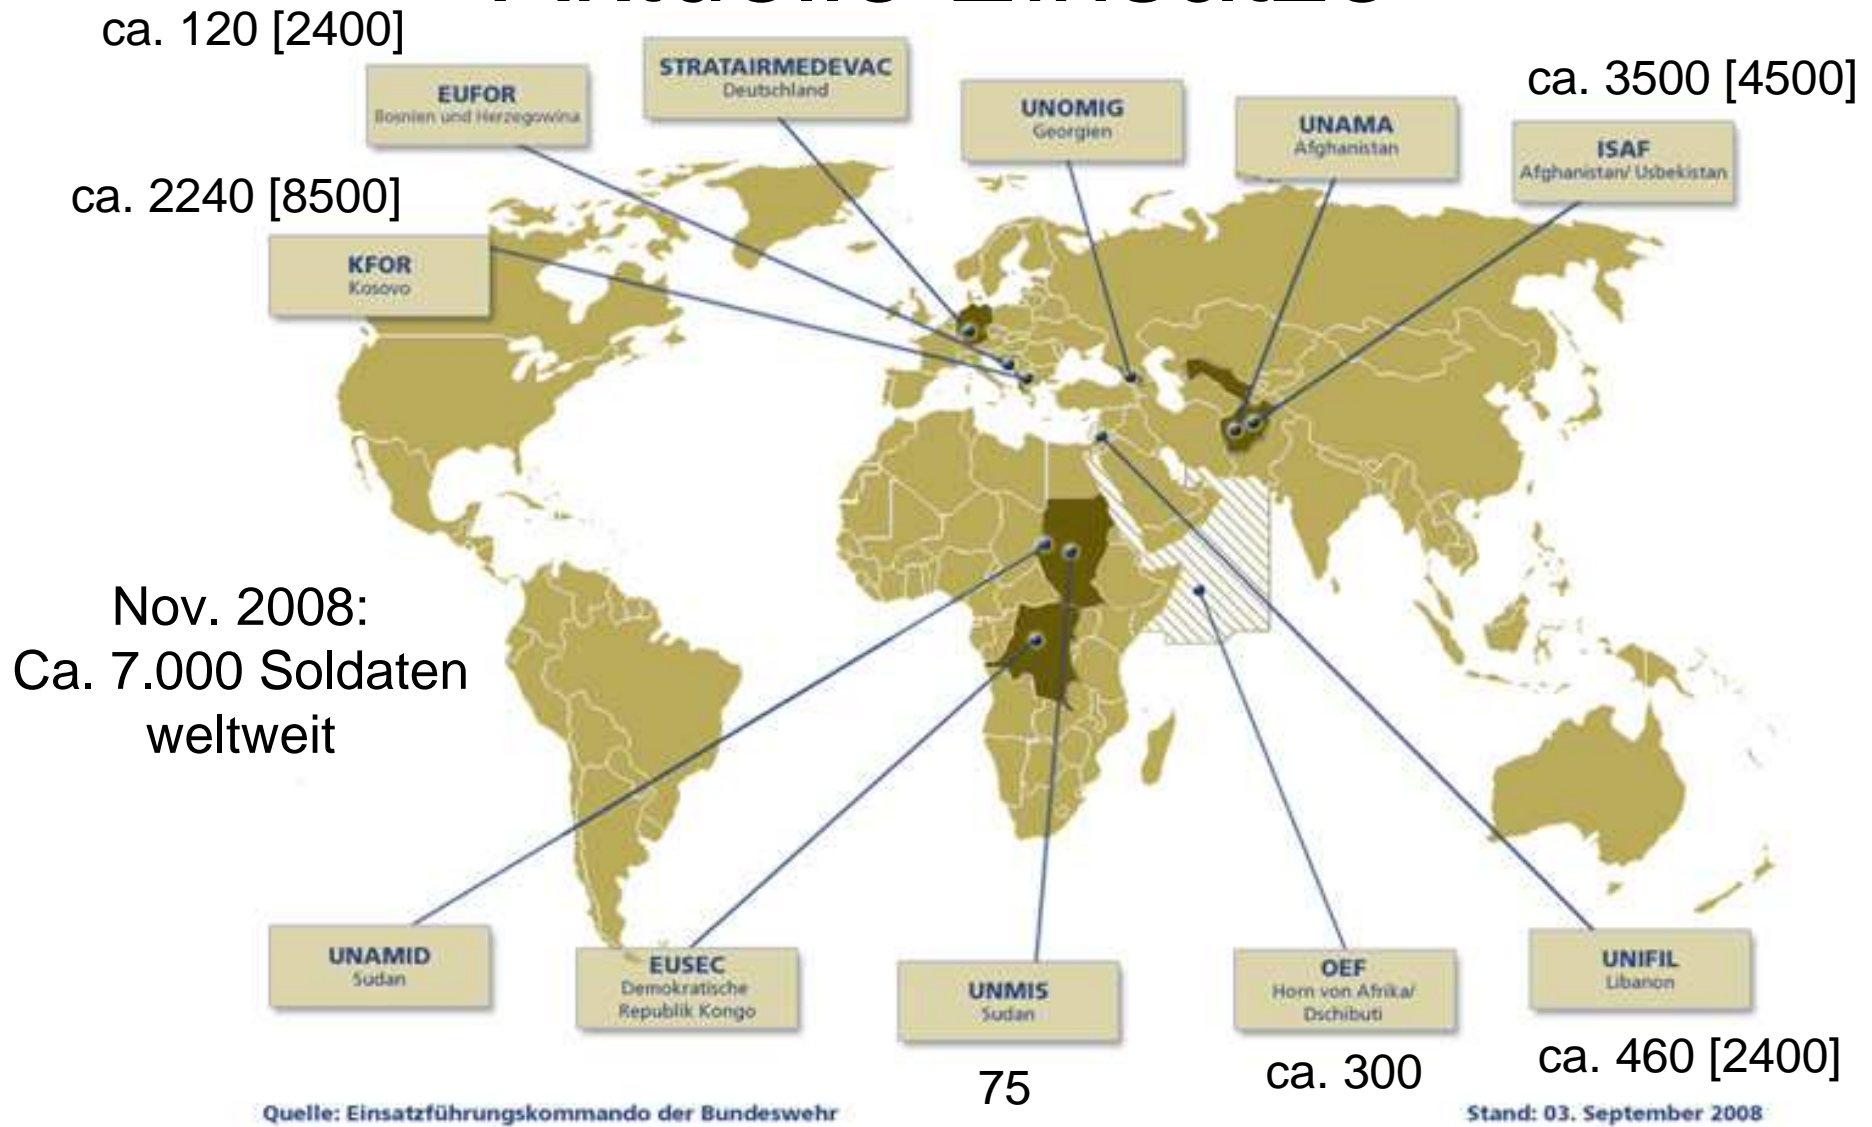 Aktuelle Einsätze
ca. 120 [2400]
EUFOR
Bosnien und Herzegowina
STRATAIRMEDEVAC
Deutschland
UNOMIG
Georgien
UNAMA
Afghanistan
ca. 3500 [4500]
ISAF
Afghanistan/ Usbekistan
ca. 2240 [8500]
KFOR
Kosovo
Nov. 2008:
Ca. 7.000 Soldaten
weltweit
UNAMID
Sudan
EUSEC
Demokratische
Republik Kongo
UNMIS
Sudan
75
OEF
Horn von Afrika/
Dschibuti
ca. 300
UNIFIL
Libanon
ca. 460 [2400]
Quelle: Einsatzführungskommando der Bundeswehr
Stand: 03. September 2008